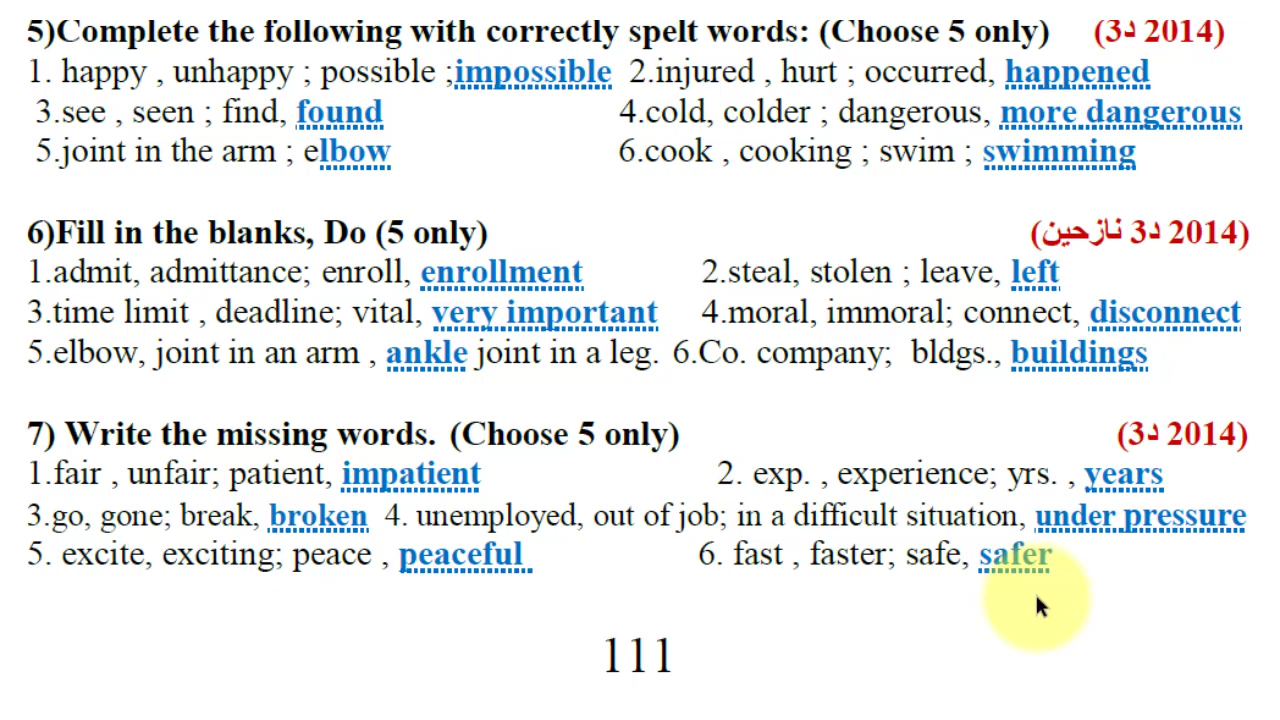 5)Complete the following with correctly spelt words: (Choose 5 only) (2014 د3)
1. happy , unhappy ; possible ;impossible 2.injured , hurt ; occurred, happened
3.see , seen ; find, found 4.cold, colder ; dangerous, more dangerous
5.joint in the arm ; elbow 6.cook , cooking ; swim ; swimming
6)Fill in the blanks, Do (5 only) (2014 د3 نازحين)
1.admit, admittance; enroll, enrollment 2.steal, stolen ; leave, left
3.time limit , deadline; vital, very important 4.moral, immoral; connect, disconnect
5.elbow, joint in an arm , ankle joint in a leg. 6.Co. company; bldgs., buildings
7) Write the missing words. (Choose 5 only) (2014 د3)
1.fair , unfair; patient, impatient 2. exp. , experience; yrs. , years
3.go, gone; break, broken 4. unemployed, out of job; in a difficult situation, under pressure
5. excite, exciting; peace , peaceful 6. fast , faster; safe, safer
111